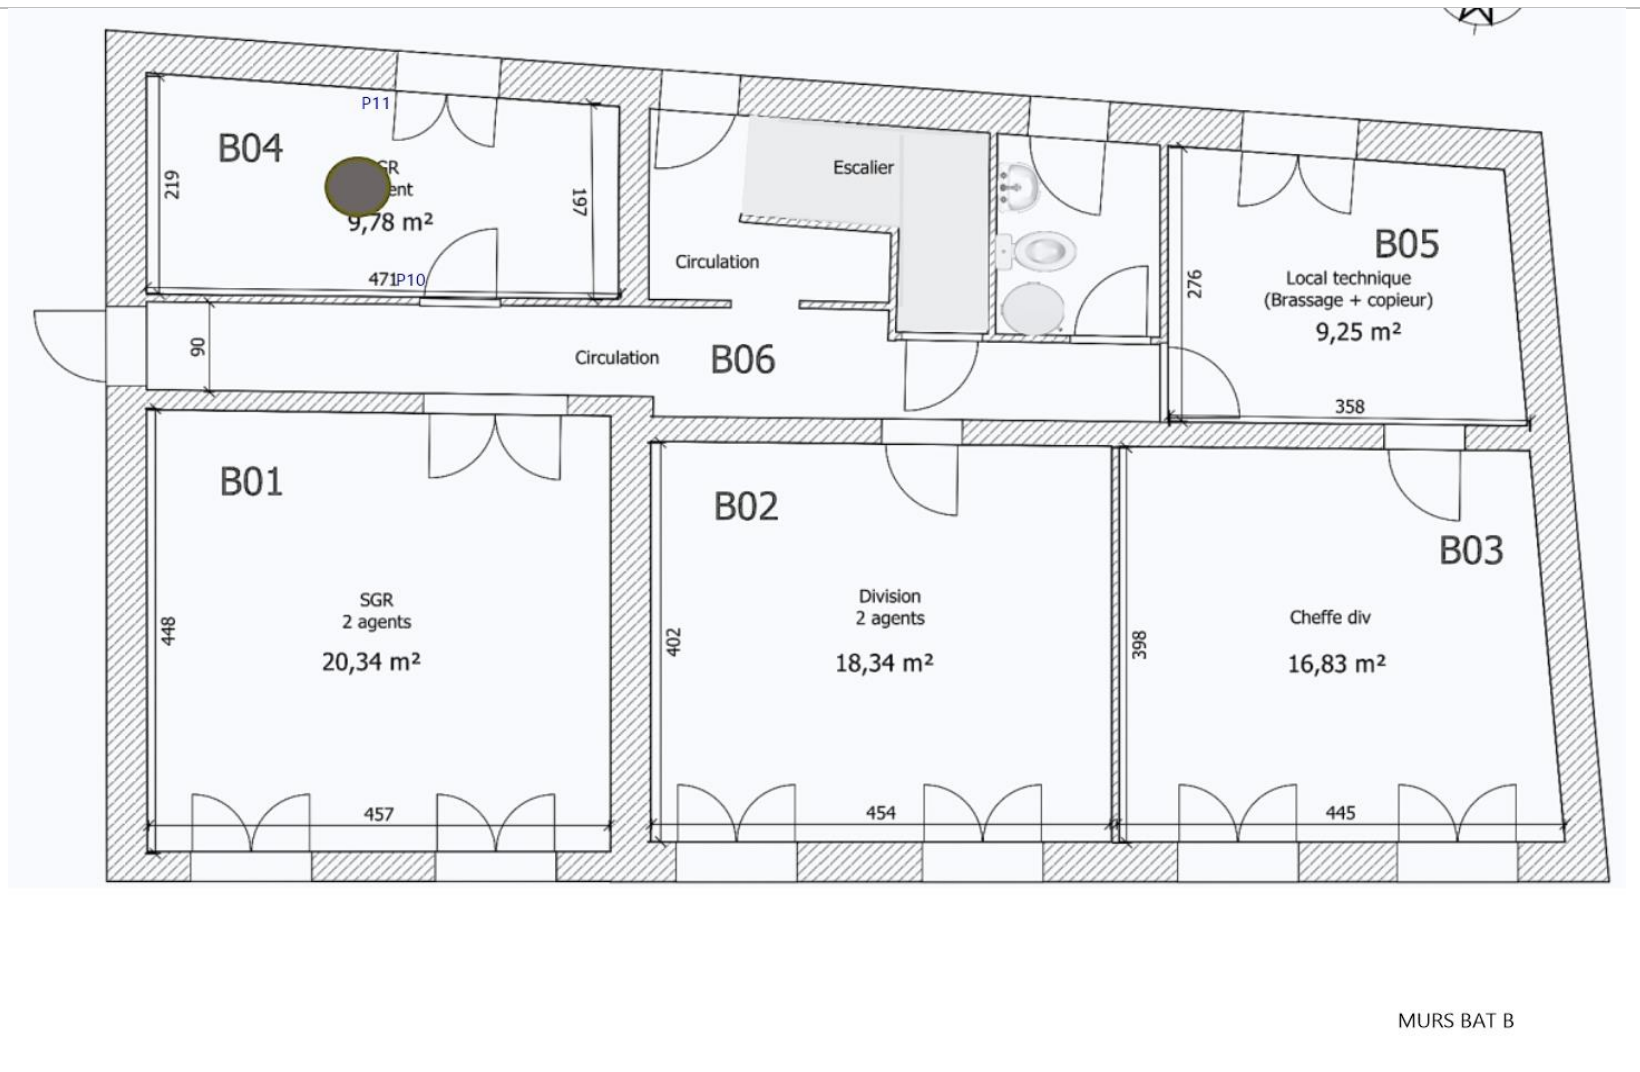 P11
B04
GR
ent
9,78 m²
219
197
471
P10
Escalier
Circulation
B05
Local technique
(Brassage + copieur)
9,25 m²
276
358
90
Circulation
B06
B01
SGR
2 agents
20,34 m²
448
457
B02
Division
2 agents
18,34 m²
402
454
B03
Cheffe div
16,83 m²
398
445
MURS BAT B